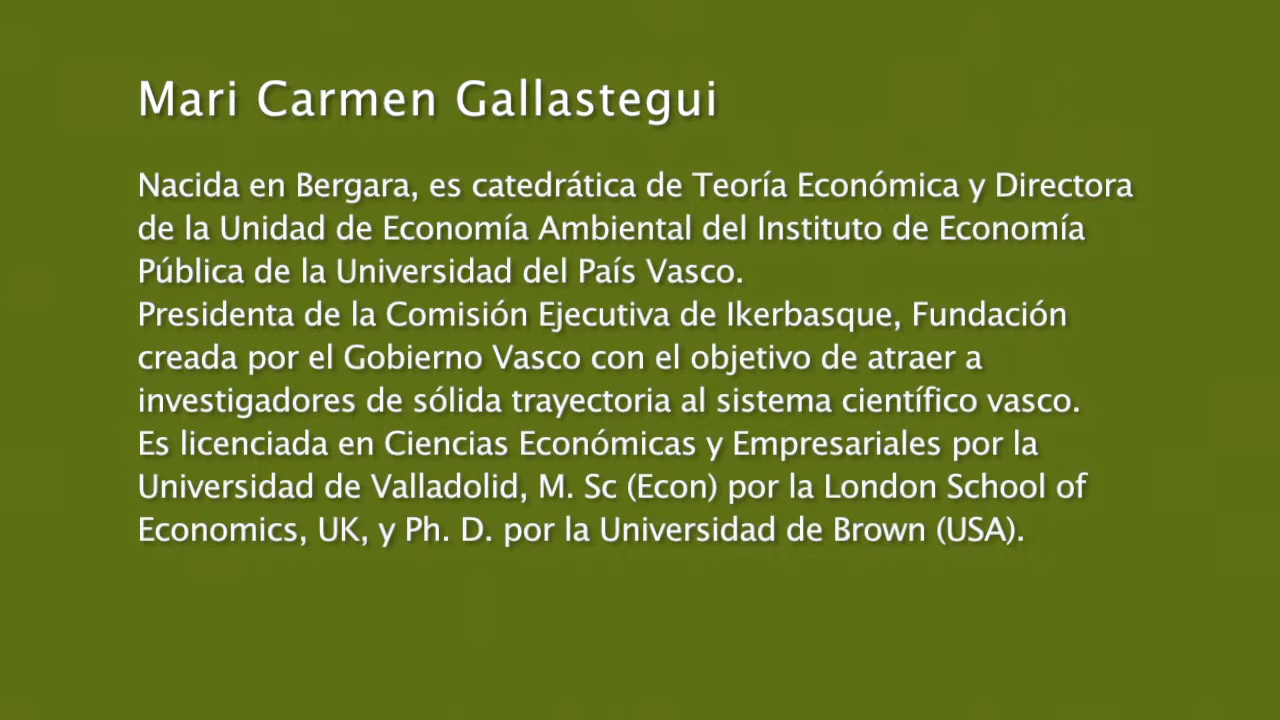 Mari Carmen Gallastegui
Nacida en Bergara, es catedrática de Teoría Económica y Directora
de la Unidad de Economía Ambiental del Instituto de Economía
Pública de la Universidad del País Vasco.
Presidenta de la Comisión Ejecutiva de Ikerbasque, Fundación
creada por el Gobierno Vasco con el objetivo de atraer a
investigadores de sólida trayectoria al sistema científico vasco.
Es licenciada en Ciencias Económicas y Empresariales por la
Universidad de Valladolid, M. Sc (Econ) por la London School of
Economics, UK, y Ph. D. por la Universidad de Brown (USA).